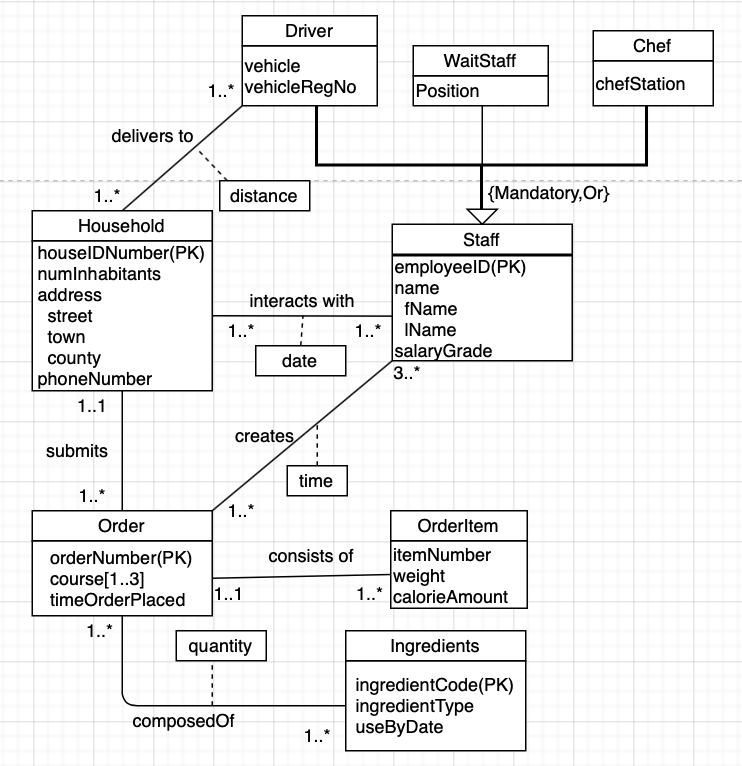 Driver
vehicle
vehicleRegNo
WaitStaff
Position
Chef
chefStation
1..*
delivers to
distance
1..*
{Mandatory,Or}
Household
houseIDNumber(PK)
numInhabitants
address
street
town
county
phoneNumber
Staff
employeeID(PK)
name
fName
lName
salaryGrade
interacts with
1..*
1..*
date
1..1
submits
1..*
3..*
creates
time
1..*
Order
orderNumber(PK)
course[1..3]
timeOrderPlaced
consists of
1..1
1..*
OrderItem
itemNumber
weight
calorieAmount
1..*
quantity
composedOf
1..*
Ingredients
ingredientCode(PK)
ingredientType
useByDate